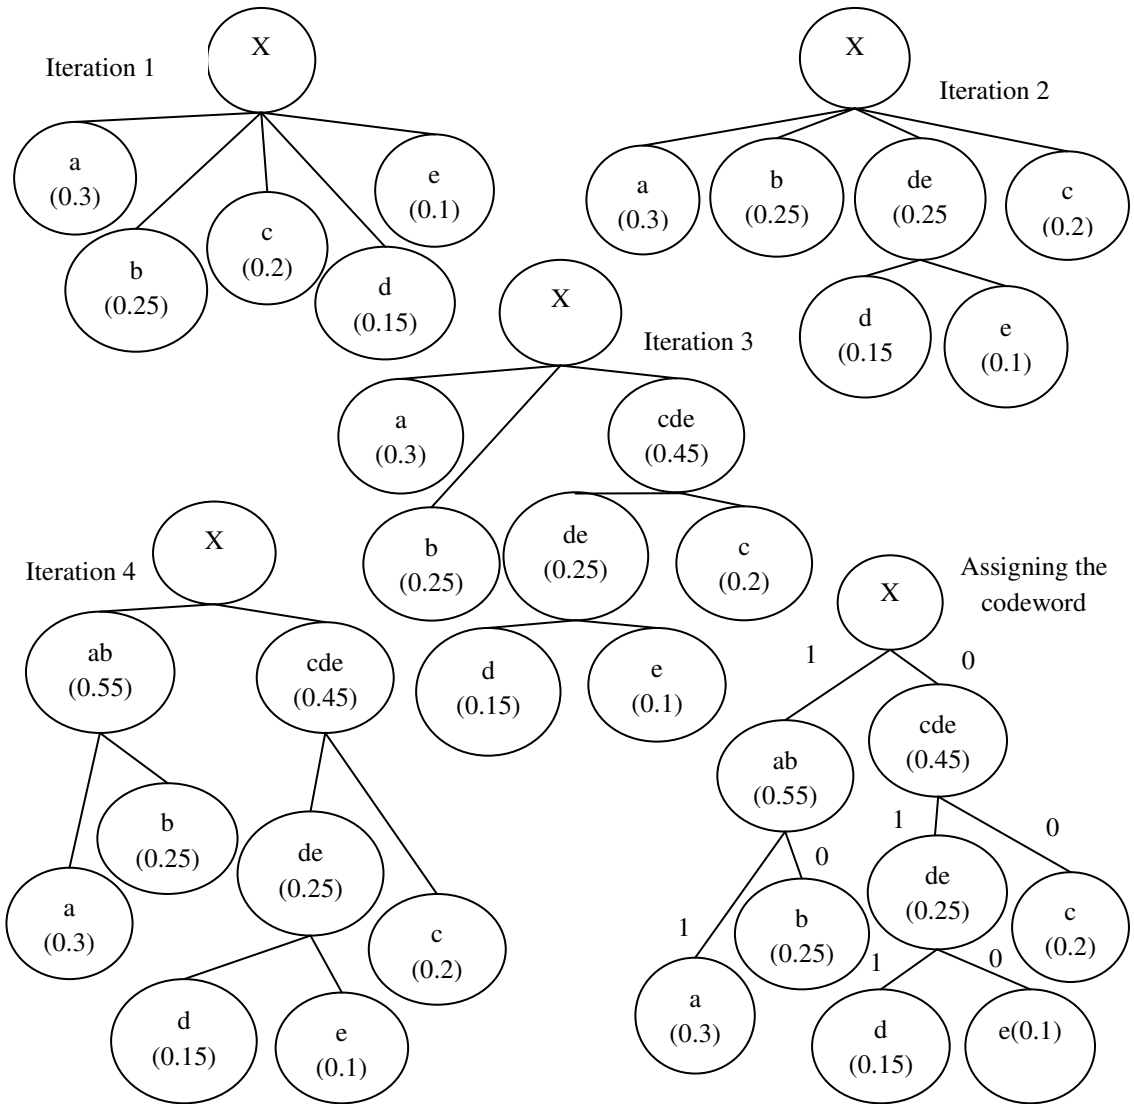 Iteration 1
X
a
(0.3)
b
(0.25)
c
(0.2)
d
(0.15)
e
(0.1)
X
Iteration 2
a
(0.3)
b
(0.25)
de
(0.25
c
(0.2)
d
(0.15
e
(0.1)
X
Iteration 3
a
(0.3)
cde
(0.45)
b
(0.25)
de
(0.25)
c
(0.2)
d
(0.15)
e
(0.1)
Iteration 4
X
ab
(0.55)
cde
(0.45)
b
(0.25)
a
(0.3)
de
(0.25)
c
(0.2)
d
(0.15)
e
(0.1)
Assigning the
codeword
X
1
0
ab
(0.55)
cde
(0.45)
1
0
1
0
a
(0.3)
b
(0.25)
de
(0.25)
c
(0.2)
1
0
d
(0.15)
e(0.1)